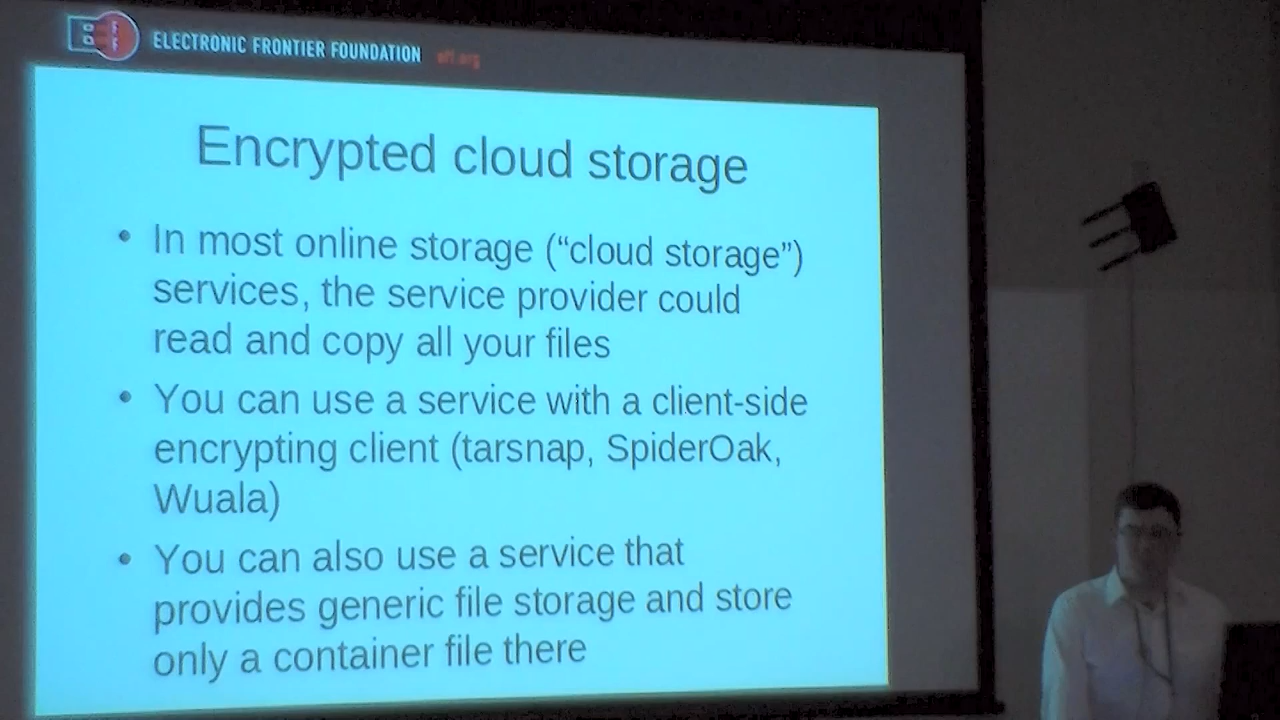 ELECTRONIC FRONTIER FOUNDATION eff.org
Encrypted cloud storage
• In most online storage (“cloud storage”)
services, the service provider could
read and copy all your files
• You can use a service with a client-side
encrypting client (tarsnap, SpiderOak,
Wuala)
• You can also use a service that
provides generic file storage and store
only a container file there